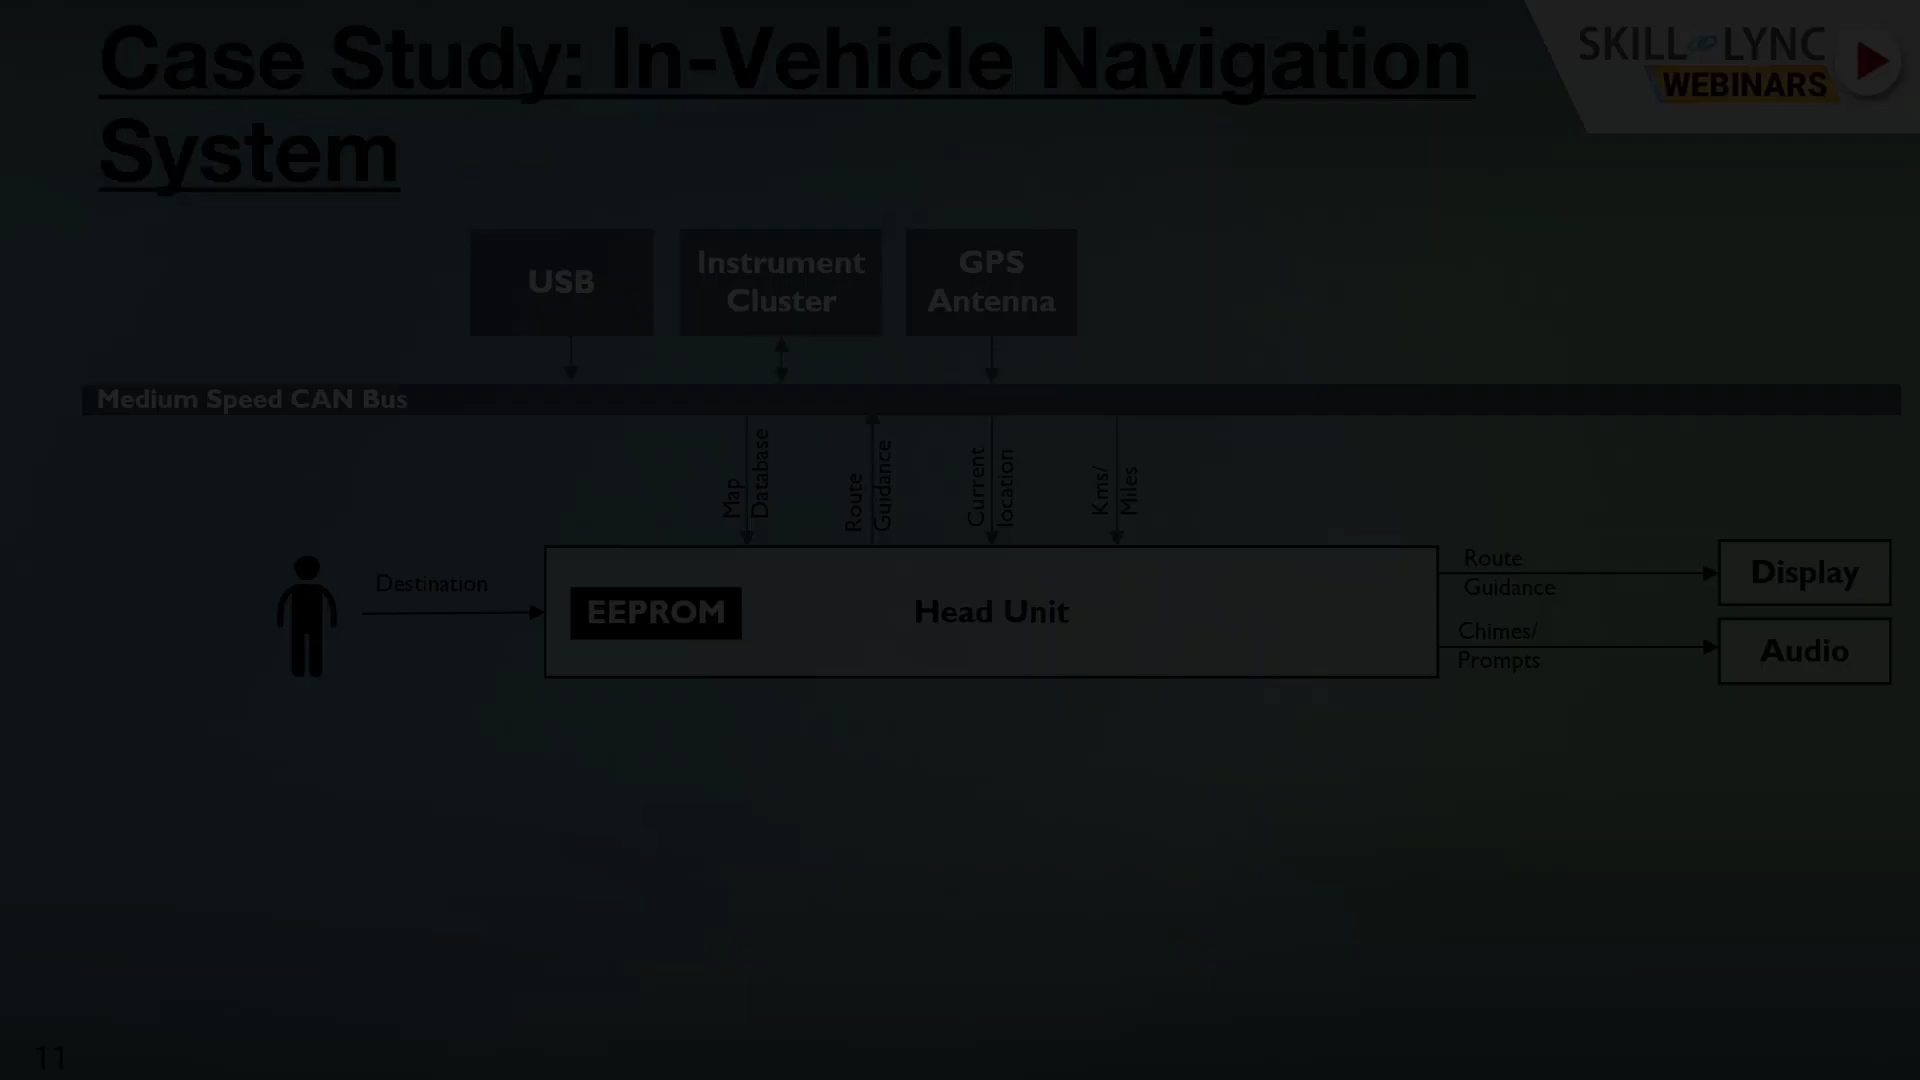 Case Study: In-Vehicle Navigation
System
SKILL LYNC
WEBINARS
USB
Instrument
Cluster
GPS
Antenna
Medium Speed CAN Bus
Map
Database
Route
Guidance
Current
location
Kms/
Miles
Destination
EEPROM
Head Unit
Route
Guidance
Display
Chimes/
Prompts
Audio
11